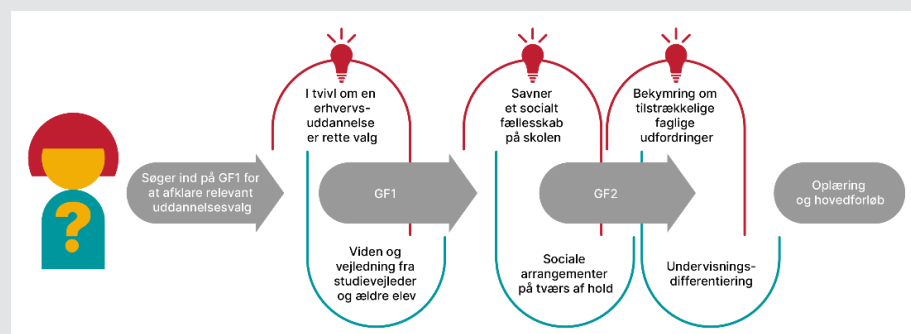 I tvivl om en
erhvervs-
uddannelse
er rette valg
Savner
et socialt
fællesskab
på skolen
Bekymring om
tilstrækkelige
faglige
udfordringer
Søger ind på GF1 for
at afklare relevant
uddannelsesvalg
GF1
GF2
Oplæring
og hovedforløb
?
Viden og
vejledning fra
studievejleder
og ældre elev
Sociale
arrangementer
på tværs af hold
Undervisnings-
differentiering